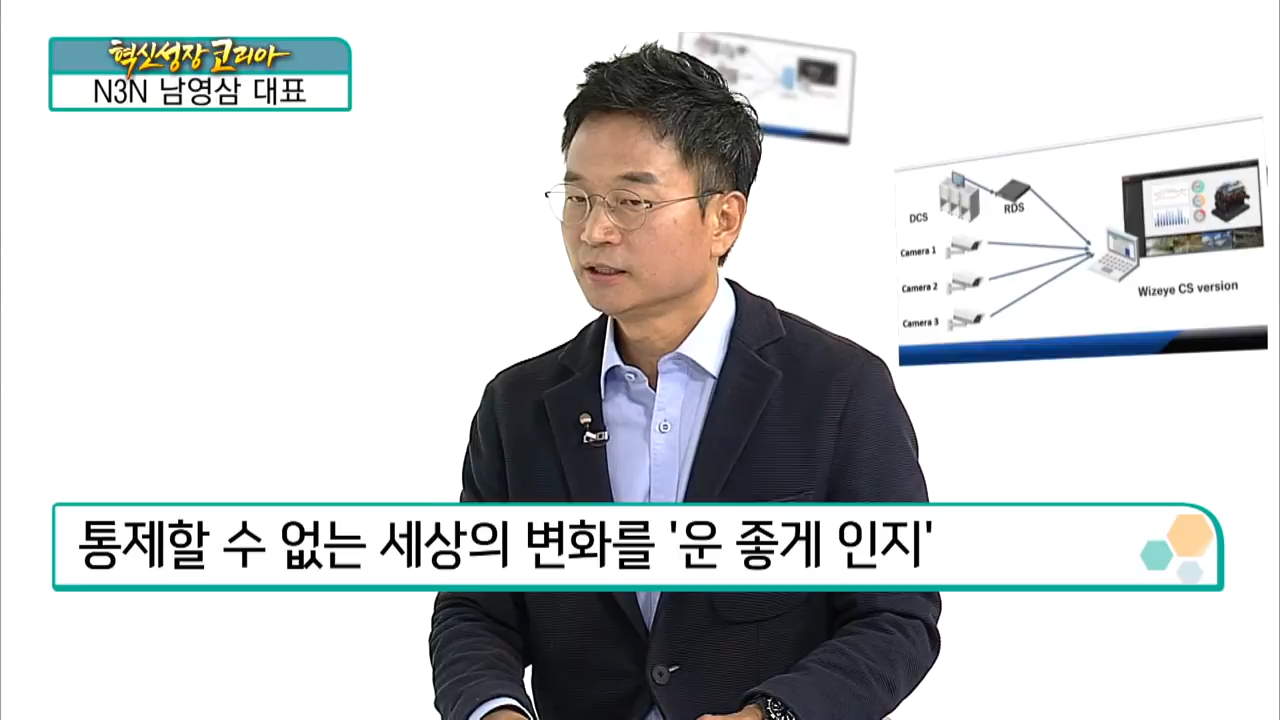 혁신성장 코리아
N3N 남영삼 대표
DCS
RDS
Camera 1
Camera 2
Camera 3
Wizeye CS version
통제할 수 없는 세상의 변화를 '운 좋게 인지'